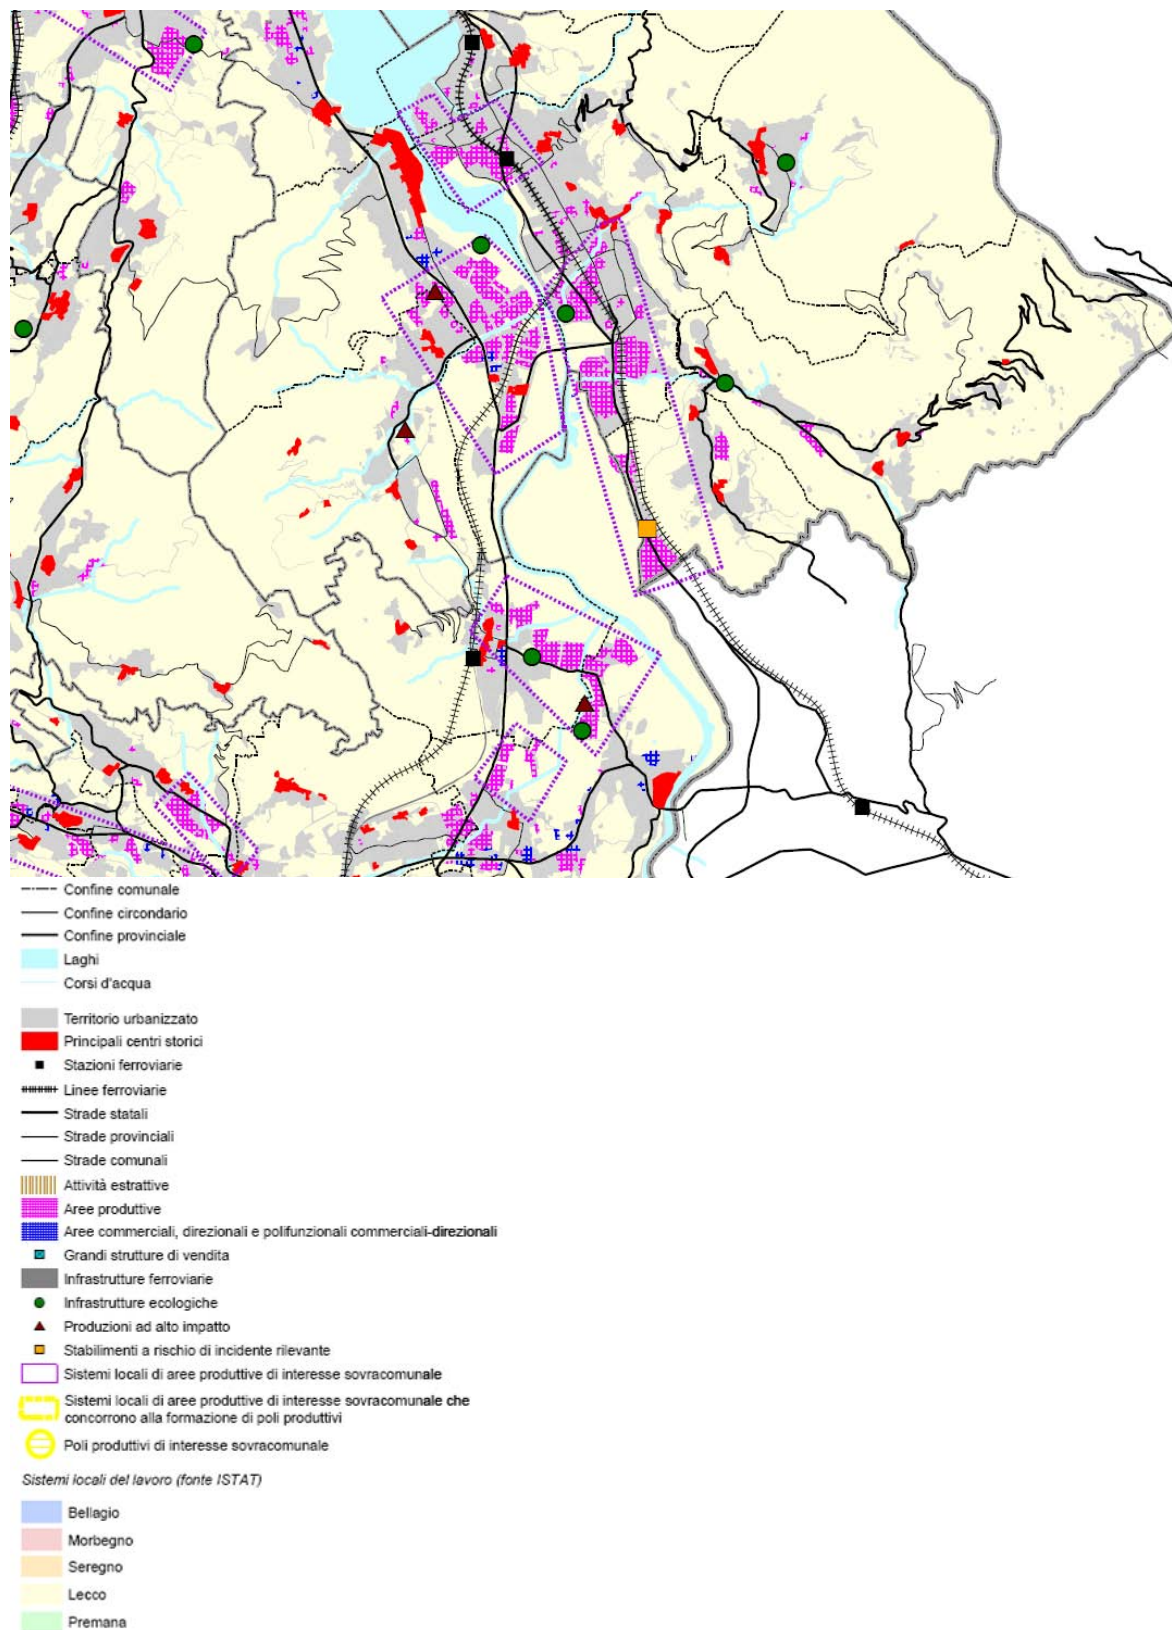 Confine comunale
Confine circondario
Confine provinciale
Laghi
Corsi d'acqua
Territorio urbanizzato
Principali centri storici
Stazioni ferroviarie
Linee ferroviarie
Strade statali
Strade provinciali
Strade comunali
Attività estrattive
Aree produttive
Aree commerciali, direzionali e polifunzionali commerciali-direzionali
Grandi strutture di vendita
Infrastrutture ferroviarie
Infrastrutture ecologiche
Produzioni ad alto impatto
Stabilimenti a rischio di incidente rilevante
Sistemi locali di aree produttive di interesse sovracomunale
Sistemi locali di aree produttive di interesse sovracomunale che
concorrono alla formazione di poli produttivi
Poli produttivi di interesse sovracomunale
Sistemi locali del lavoro (fonte ISTAT)
Bellagio
Morbegno
Seregno
Lecco
Premana